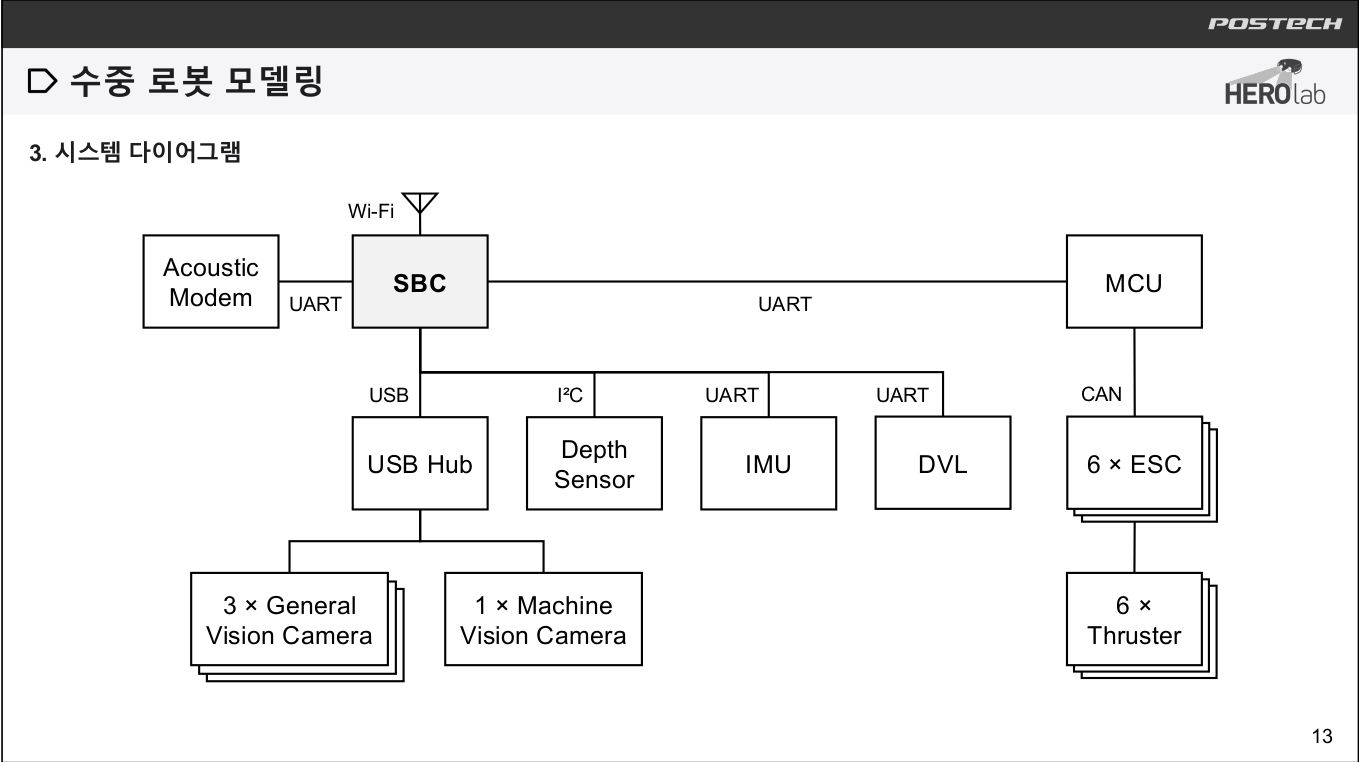 POSTECH
수중 로봇 모델링
HERO lab
3. 시스템 다이어그램
Wi-Fi
Acoustic
Modem
UART
SBC
UART
MCU
USB
I²C
UART
UART
CAN
USB Hub
Depth
Sensor
IMU
DVL
6 × ESC
3 × General
Vision Camera
1 × Machine
Vision Camera
6 ×
Thruster
13